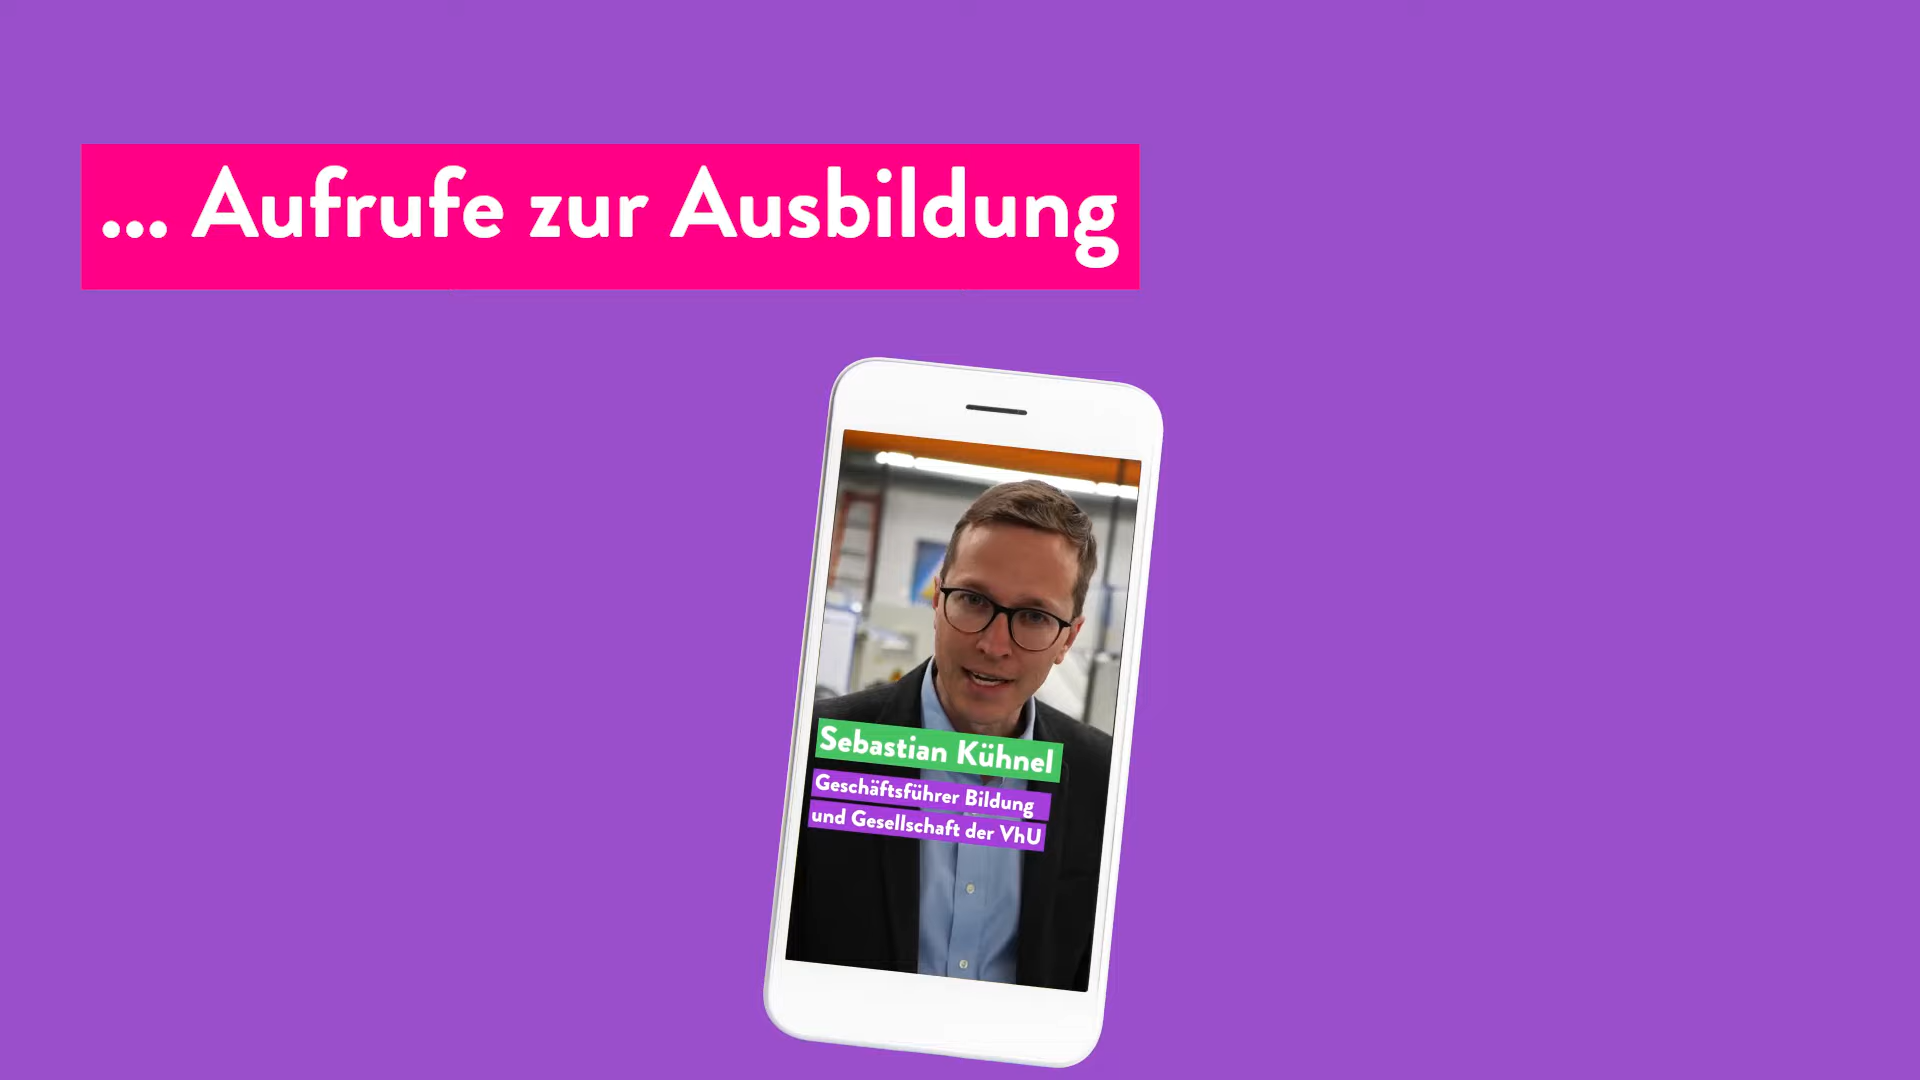 ... Aufrufe zur Ausbildung
Sebastian Kühnel
Geschäftsführer Bildung
und Gesellschaft der VhU